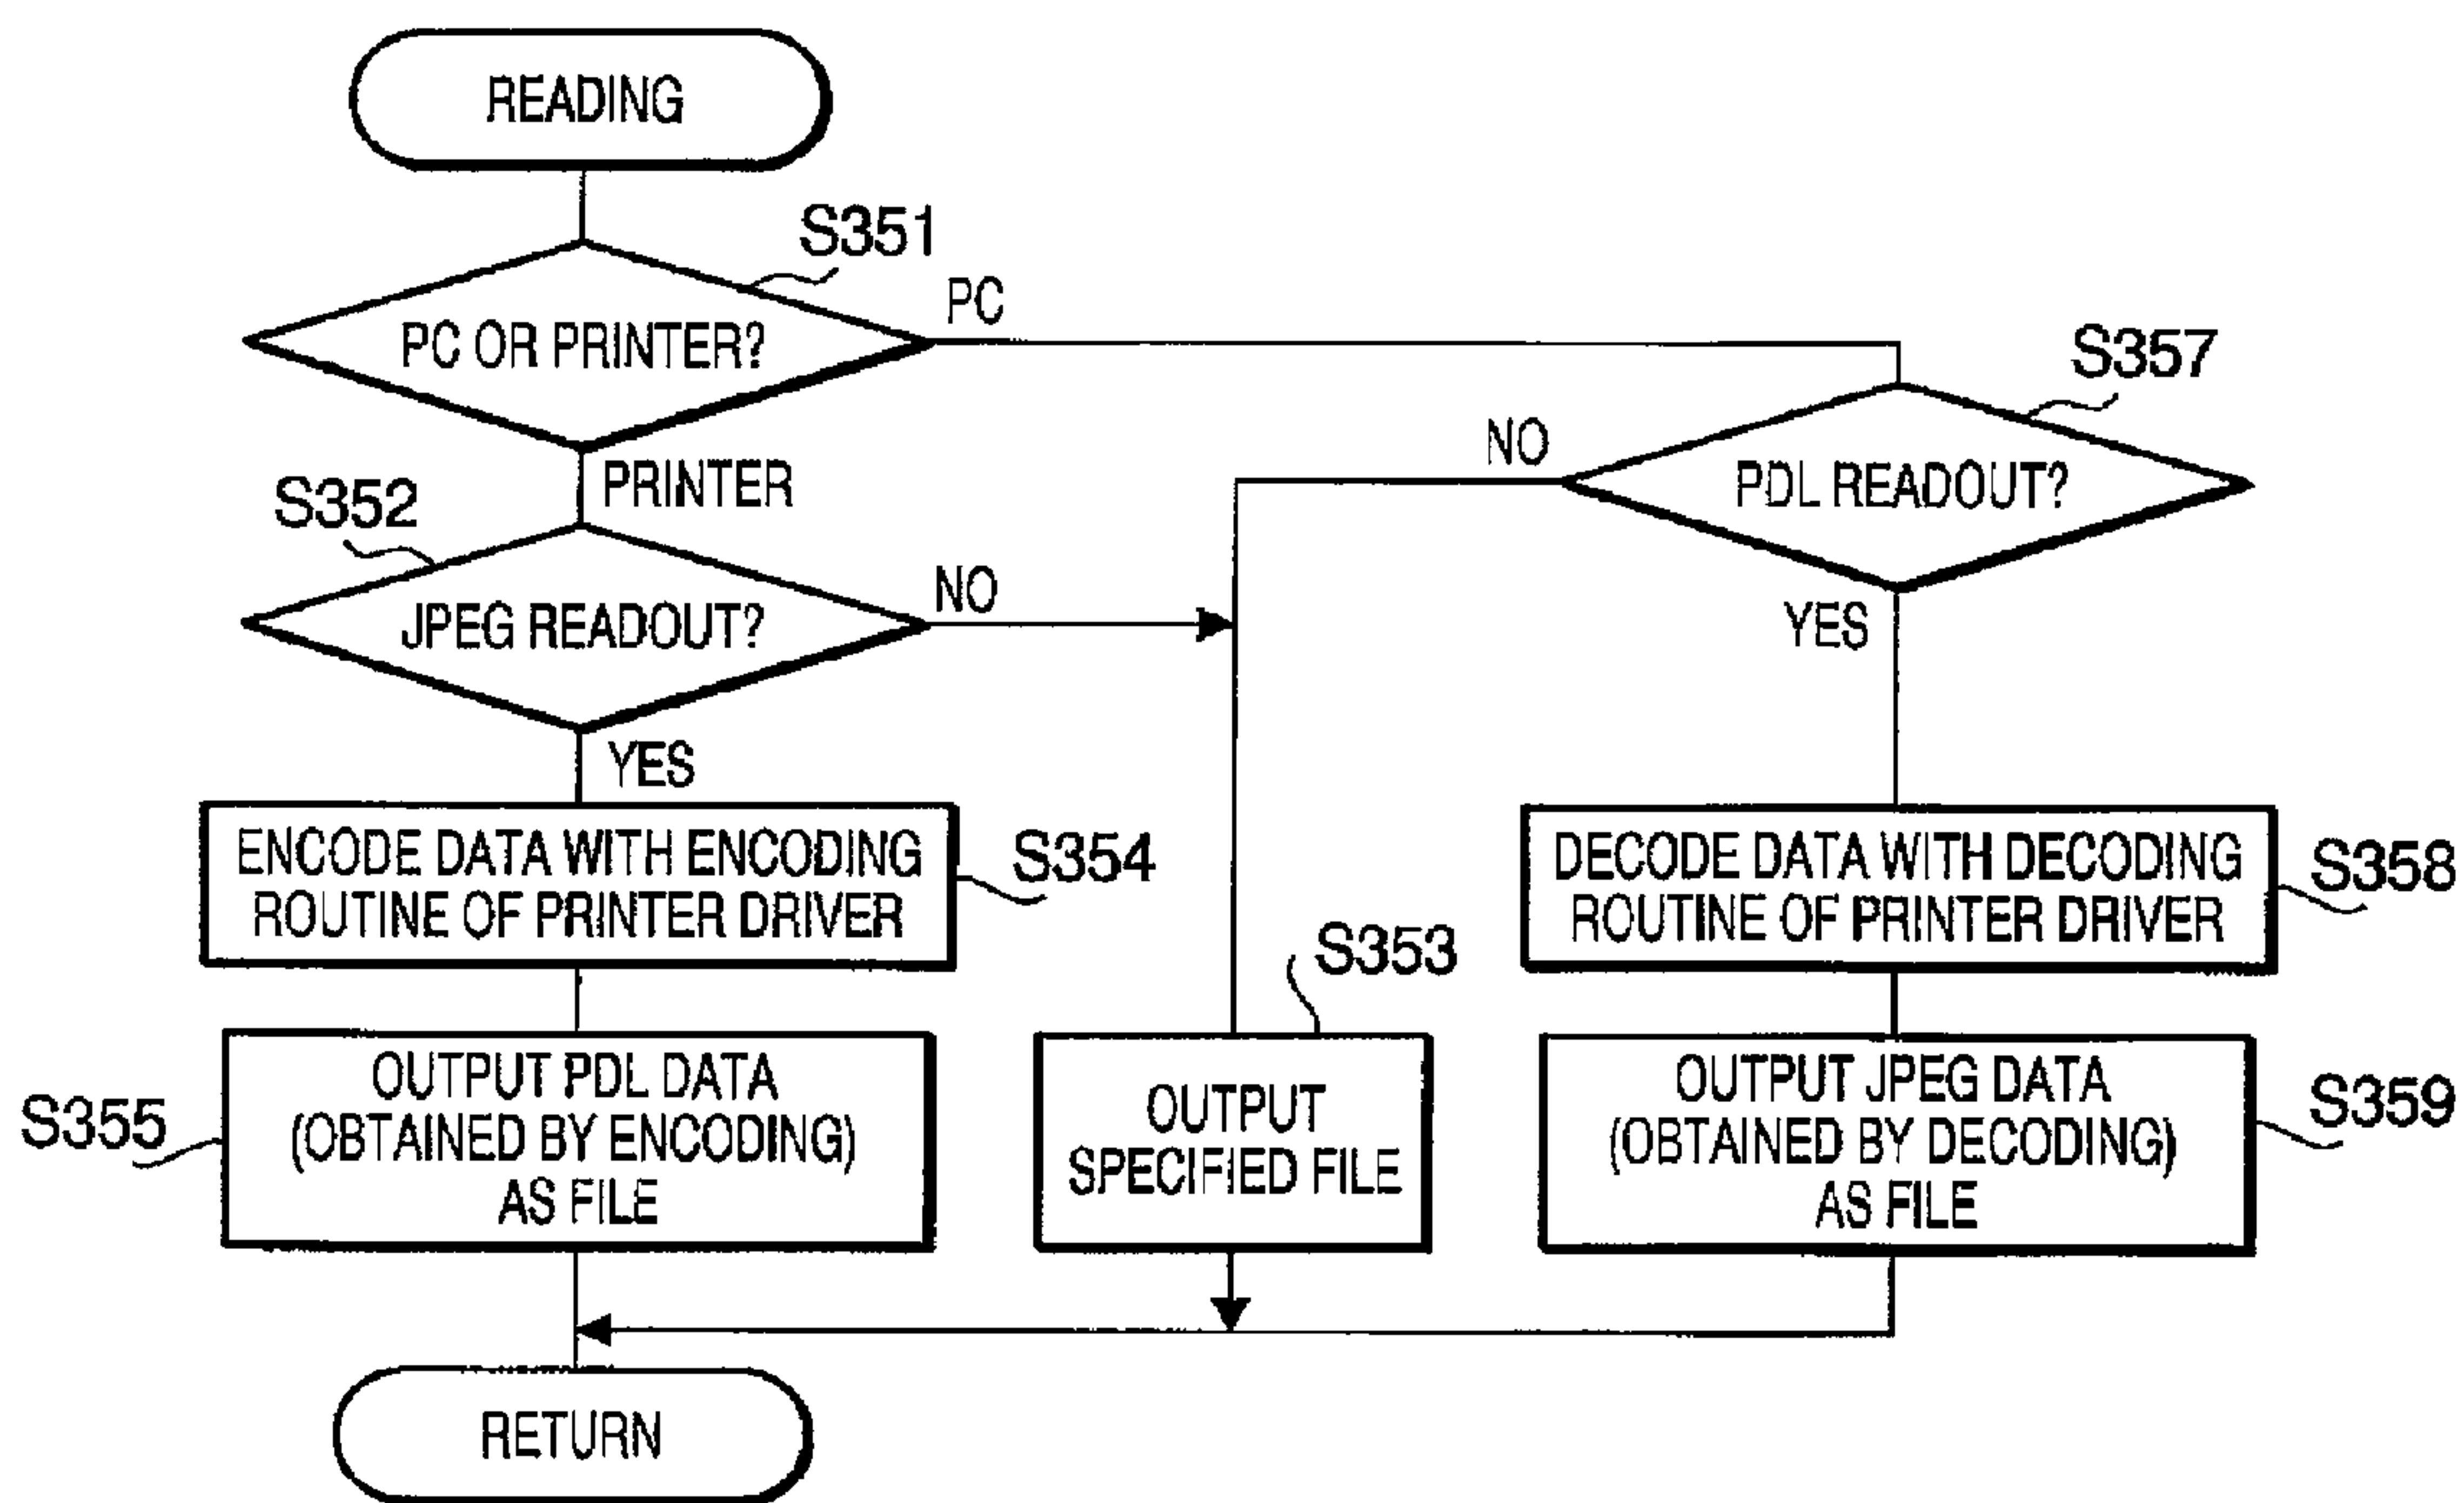 READING
S351
PC OR PRINTER?
PC
S357
PDL READOUT?
NO
PRINTER
S352
JPEG READOUT?
NO
YES
YES
ENCODE DATA WITH ENCODING
ROUTINE OF PRINTER DRIVER
S354
DECODE DATA WITH DECODING
ROUTINE OF PRINTER DRIVER
S358
S353
OUTPUT PDL DATA
(OBTAINED BY ENCODING)
AS FILE
S355
OUTPUT
SPECIFIED FILE
OUTPUT JPEG DATA
(OBTAINED BY DECODING)
AS FILE
S359
RETURN